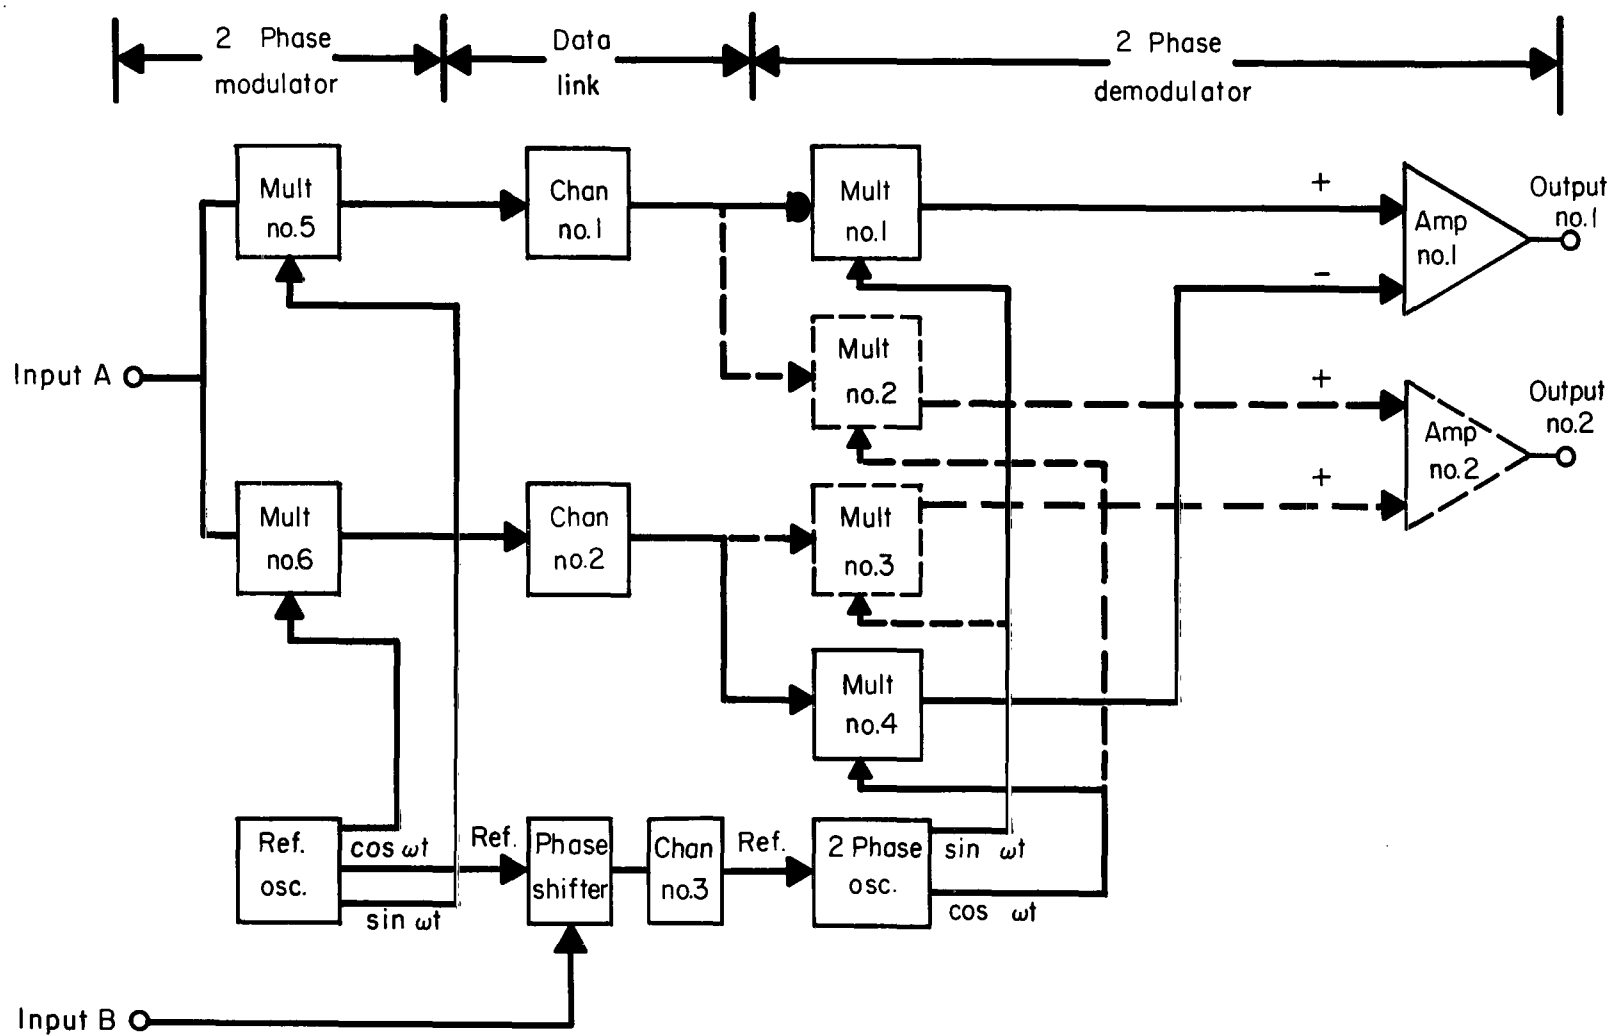 2 Phase
modulator
Data
link
2 Phase
demodulator
Mult
no.5
Chan
no.1
Mult
no.1
+
-
Amp
no.1
Output
no.1
Input A
Mult
no.2
+
+
Amp
no.2
Output
no.2
Mult
no.6
Chan
no.2
Mult
no.3
Mult
no.4
Ref.
osc.
cos ωt
sin ωt
Ref.
Phase
shifter
Chan
no.3
Ref.
2 Phase
osc.
sin ωt
cos ωt
Input B